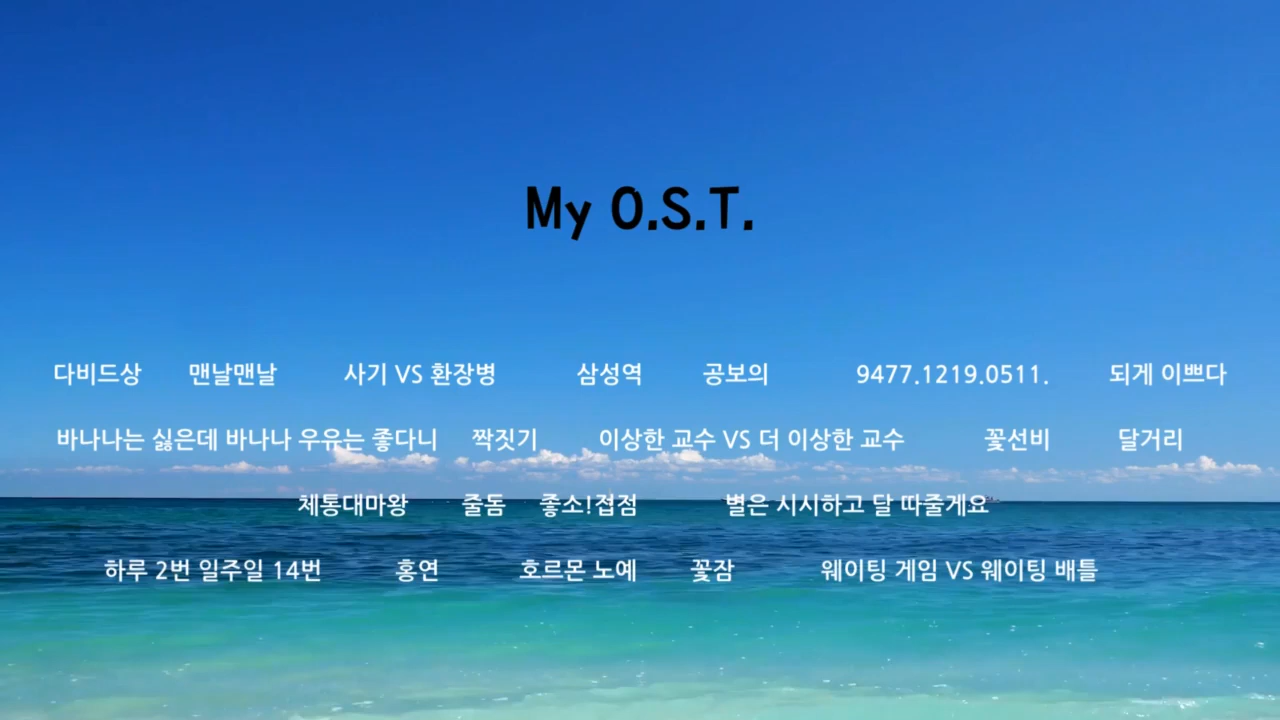 My O.S.T.
다비드상 맨날맨날 사기 VS 환장병 삼성역 공보의 9477.1219.0511. 되게 이쁘다
바나나는 싫은데 바나나 우유는 좋다니 짝짓기 이상한 교수 VS 더 이상한 교수 꽃선비 달거리
체통대마왕 줄돔 좋소!접점 별은 시시하고 달 따줄게요
하루 2번 일주일 14번 홍연 호르몬 노예 꽃잠 웨이팅 게임 VS 웨이팅 배틀